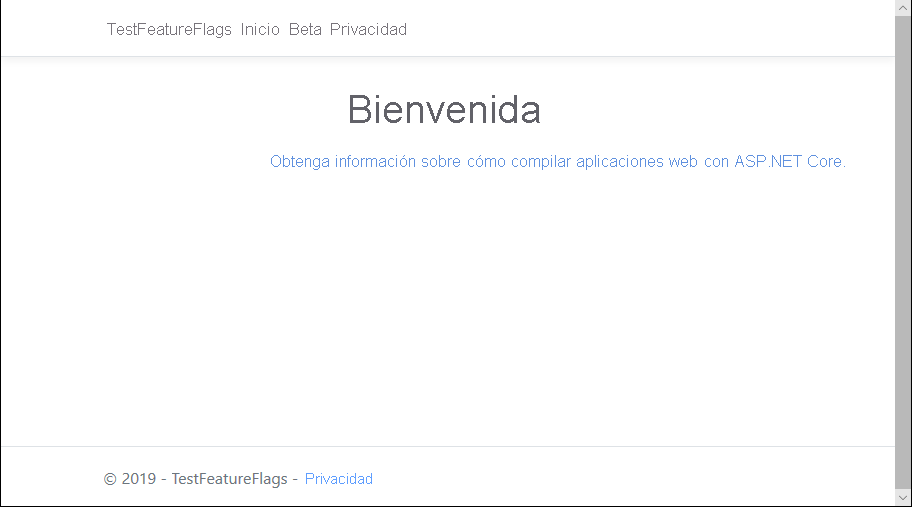 TestFeatureFlags Inicio Beta Privacidad
Bienvenida
Obtenga información sobre cómo compilar aplicaciones web con ASP.NET Core.
© 2019 - TestFeatureFlags - Privacidad